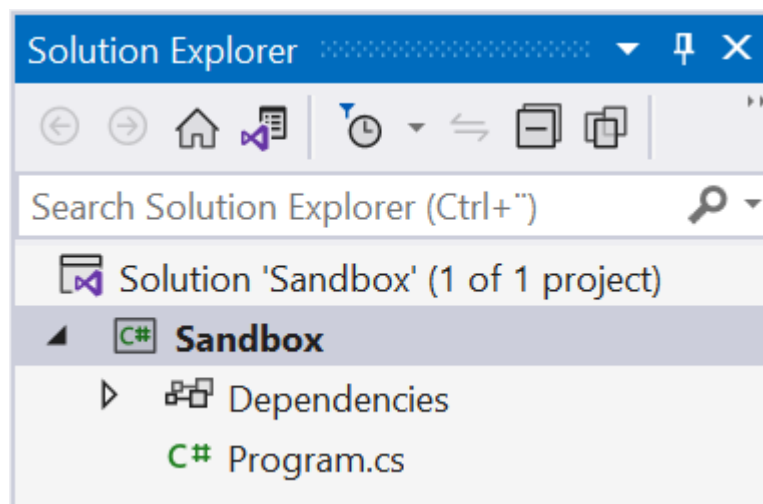 Solution Explorer
Search Solution Explorer (Ctrl+¨)
Solution 'Sandbox' (1 of 1 project)
C# Sandbox
Dependencies
C# Program.cs